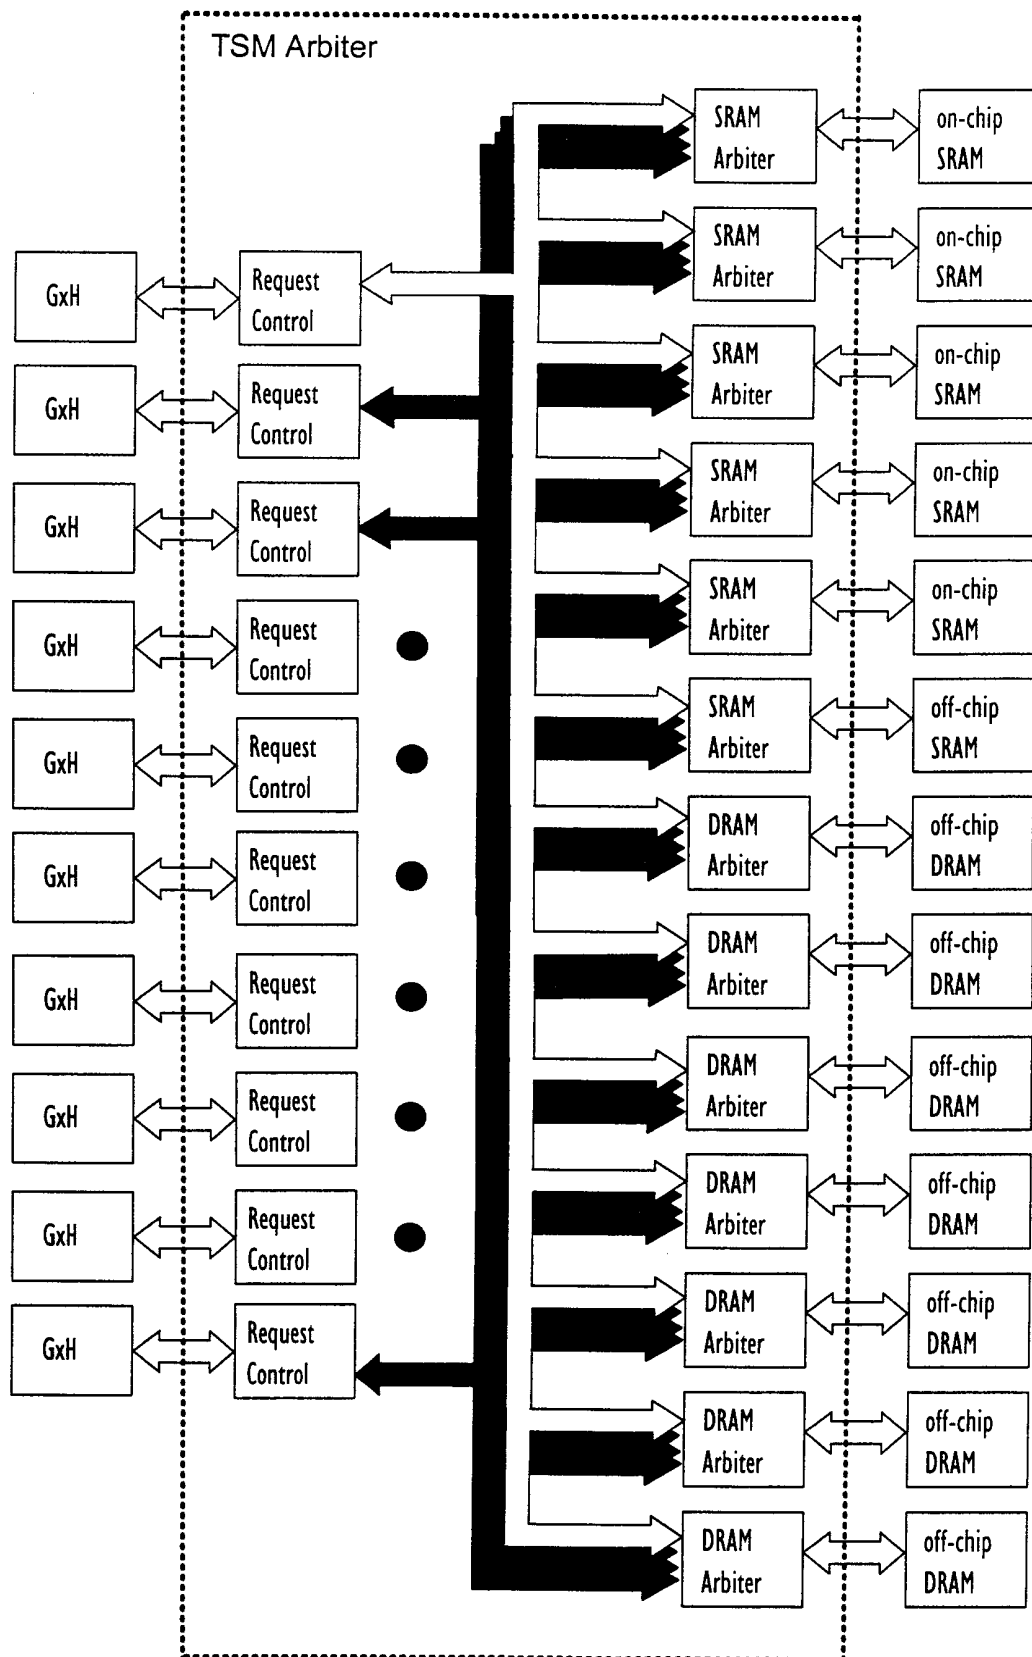 TSM Arbiter
SRAM
Arbiter
on-chip
SRAM
SRAM
Arbiter
on-chip
SRAM
GxH
Request
Control
SRAM
Arbiter
on-chip
SRAM
GxH
Request
Control
SRAM
Arbiter
on-chip
SRAM
GxH
Request
Control
SRAM
Arbiter
on-chip
SRAM
GxH
Request
Control
SRAM
Arbiter
off-chip
SRAM
GxH
Request
Control
DRAM
Arbiter
off-chip
DRAM
GxH
Request
Control
DRAM
Arbiter
off-chip
DRAM
GxH
Request
Control
DRAM
Arbiter
off-chip
DRAM
GxH
Request
Control
DRAM
Arbiter
off-chip
DRAM
GxH
Request
Control
DRAM
Arbiter
off-chip
DRAM
GxH
Request
Control
DRAM
Arbiter
off-chip
DRAM
DRAM
Arbiter
off-chip
DRAM